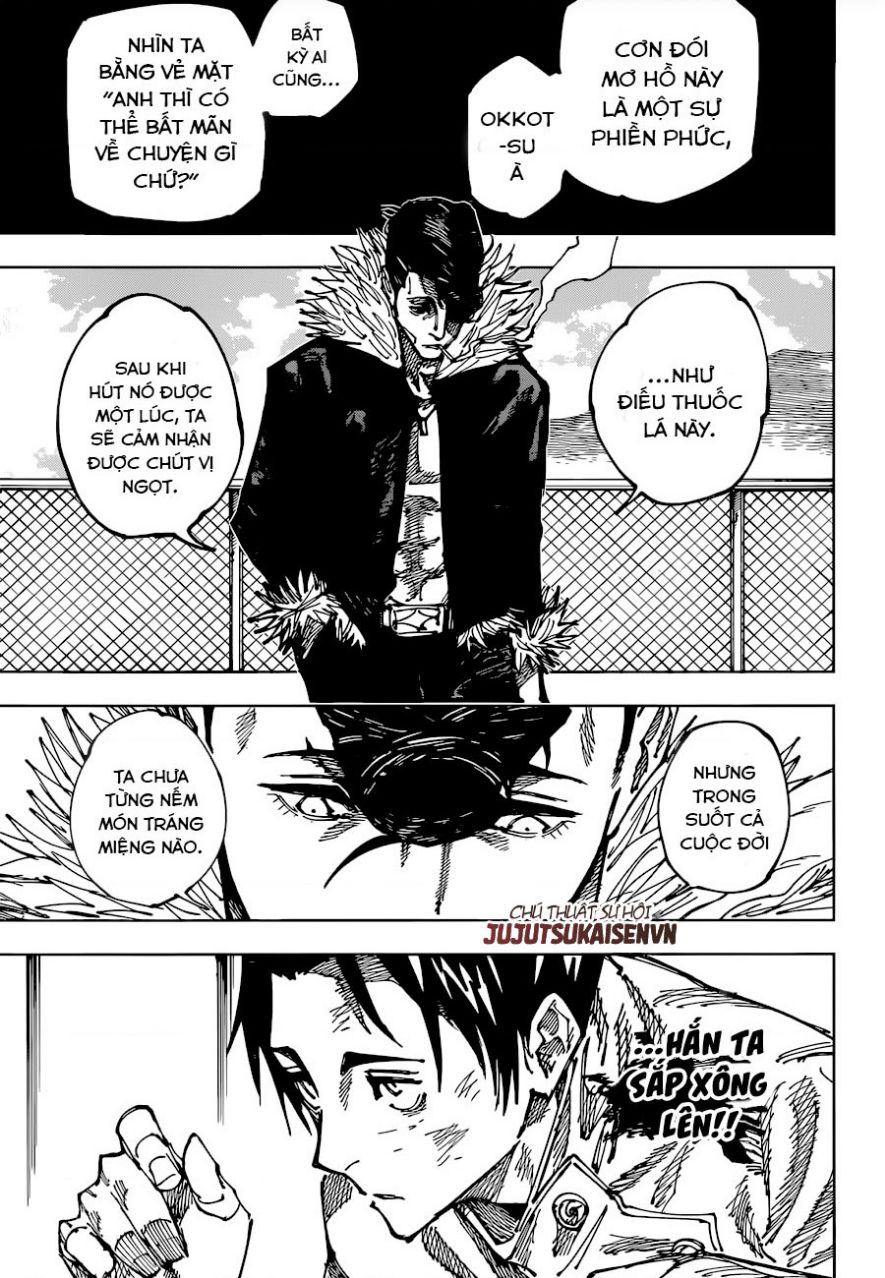 CƠN ĐÓI
MƠ HỒ NÀY
LÀ MỘT SỰ
PHIỀN PHỨC,
OKKOT
-SU
À
BẤT
KỲ AI
CŨNG...
NHÌN TA
BẰNG VẺ MẶT
"ANH THÌ CÓ
THỂ BẤT MÃN
VỀ CHUYỆN GÌ
CHỨ?"
...NHƯ
ĐIẾU THUỐC
LÁ NÀY.
SAU KHI
HÚT NÓ ĐƯỢC
MỘT LÚC, TA
SẼ CẢM NHẬN
ĐƯỢC CHÚT VỊ
NGỌT.
NHƯNG
TRONG
SUỐT CẢ
CUỘC ĐỜI
TA CHƯA
TỪNG NẾM
MÓN TRÁNG
MIỆNG NÀO.
CHÚ THUẬT SƯ HỘI
JUJUTSUKAISENVN
...HẮN TA
SẮP XÔNG
LÊN!!